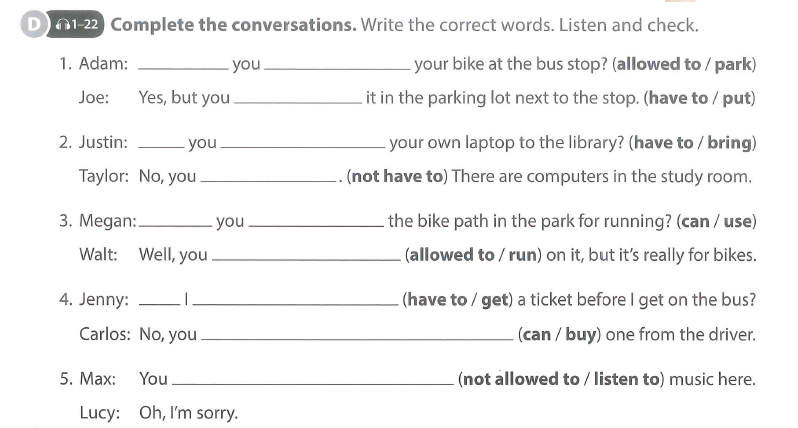 D 1–22 Complete the conversations. Write the correct words. Listen and check.
1. Adam: ________ you ________ your bike at the bus stop? (allowed to / park)
Joe: Yes, but you ________ it in the parking lot next to the stop. (have to / put)
2. Justin: ________ you ________ your own laptop to the library? (have to / bring)
Taylor: No, you ________. (not have to) There are computers in the study room.
3. Megan: ________ you ________ the bike path in the park for running? (can / use)
Walt: Well, you ________ (allowed to / run) on it, but it's really for bikes.
4. Jenny: ________ I ________ (have to / get) a ticket before I get on the bus?
Carlos: No, you ________ (can / buy) one from the driver.
5. Max: You ________ (not allowed to / listen to) music here.
Lucy: Oh, I'm sorry.